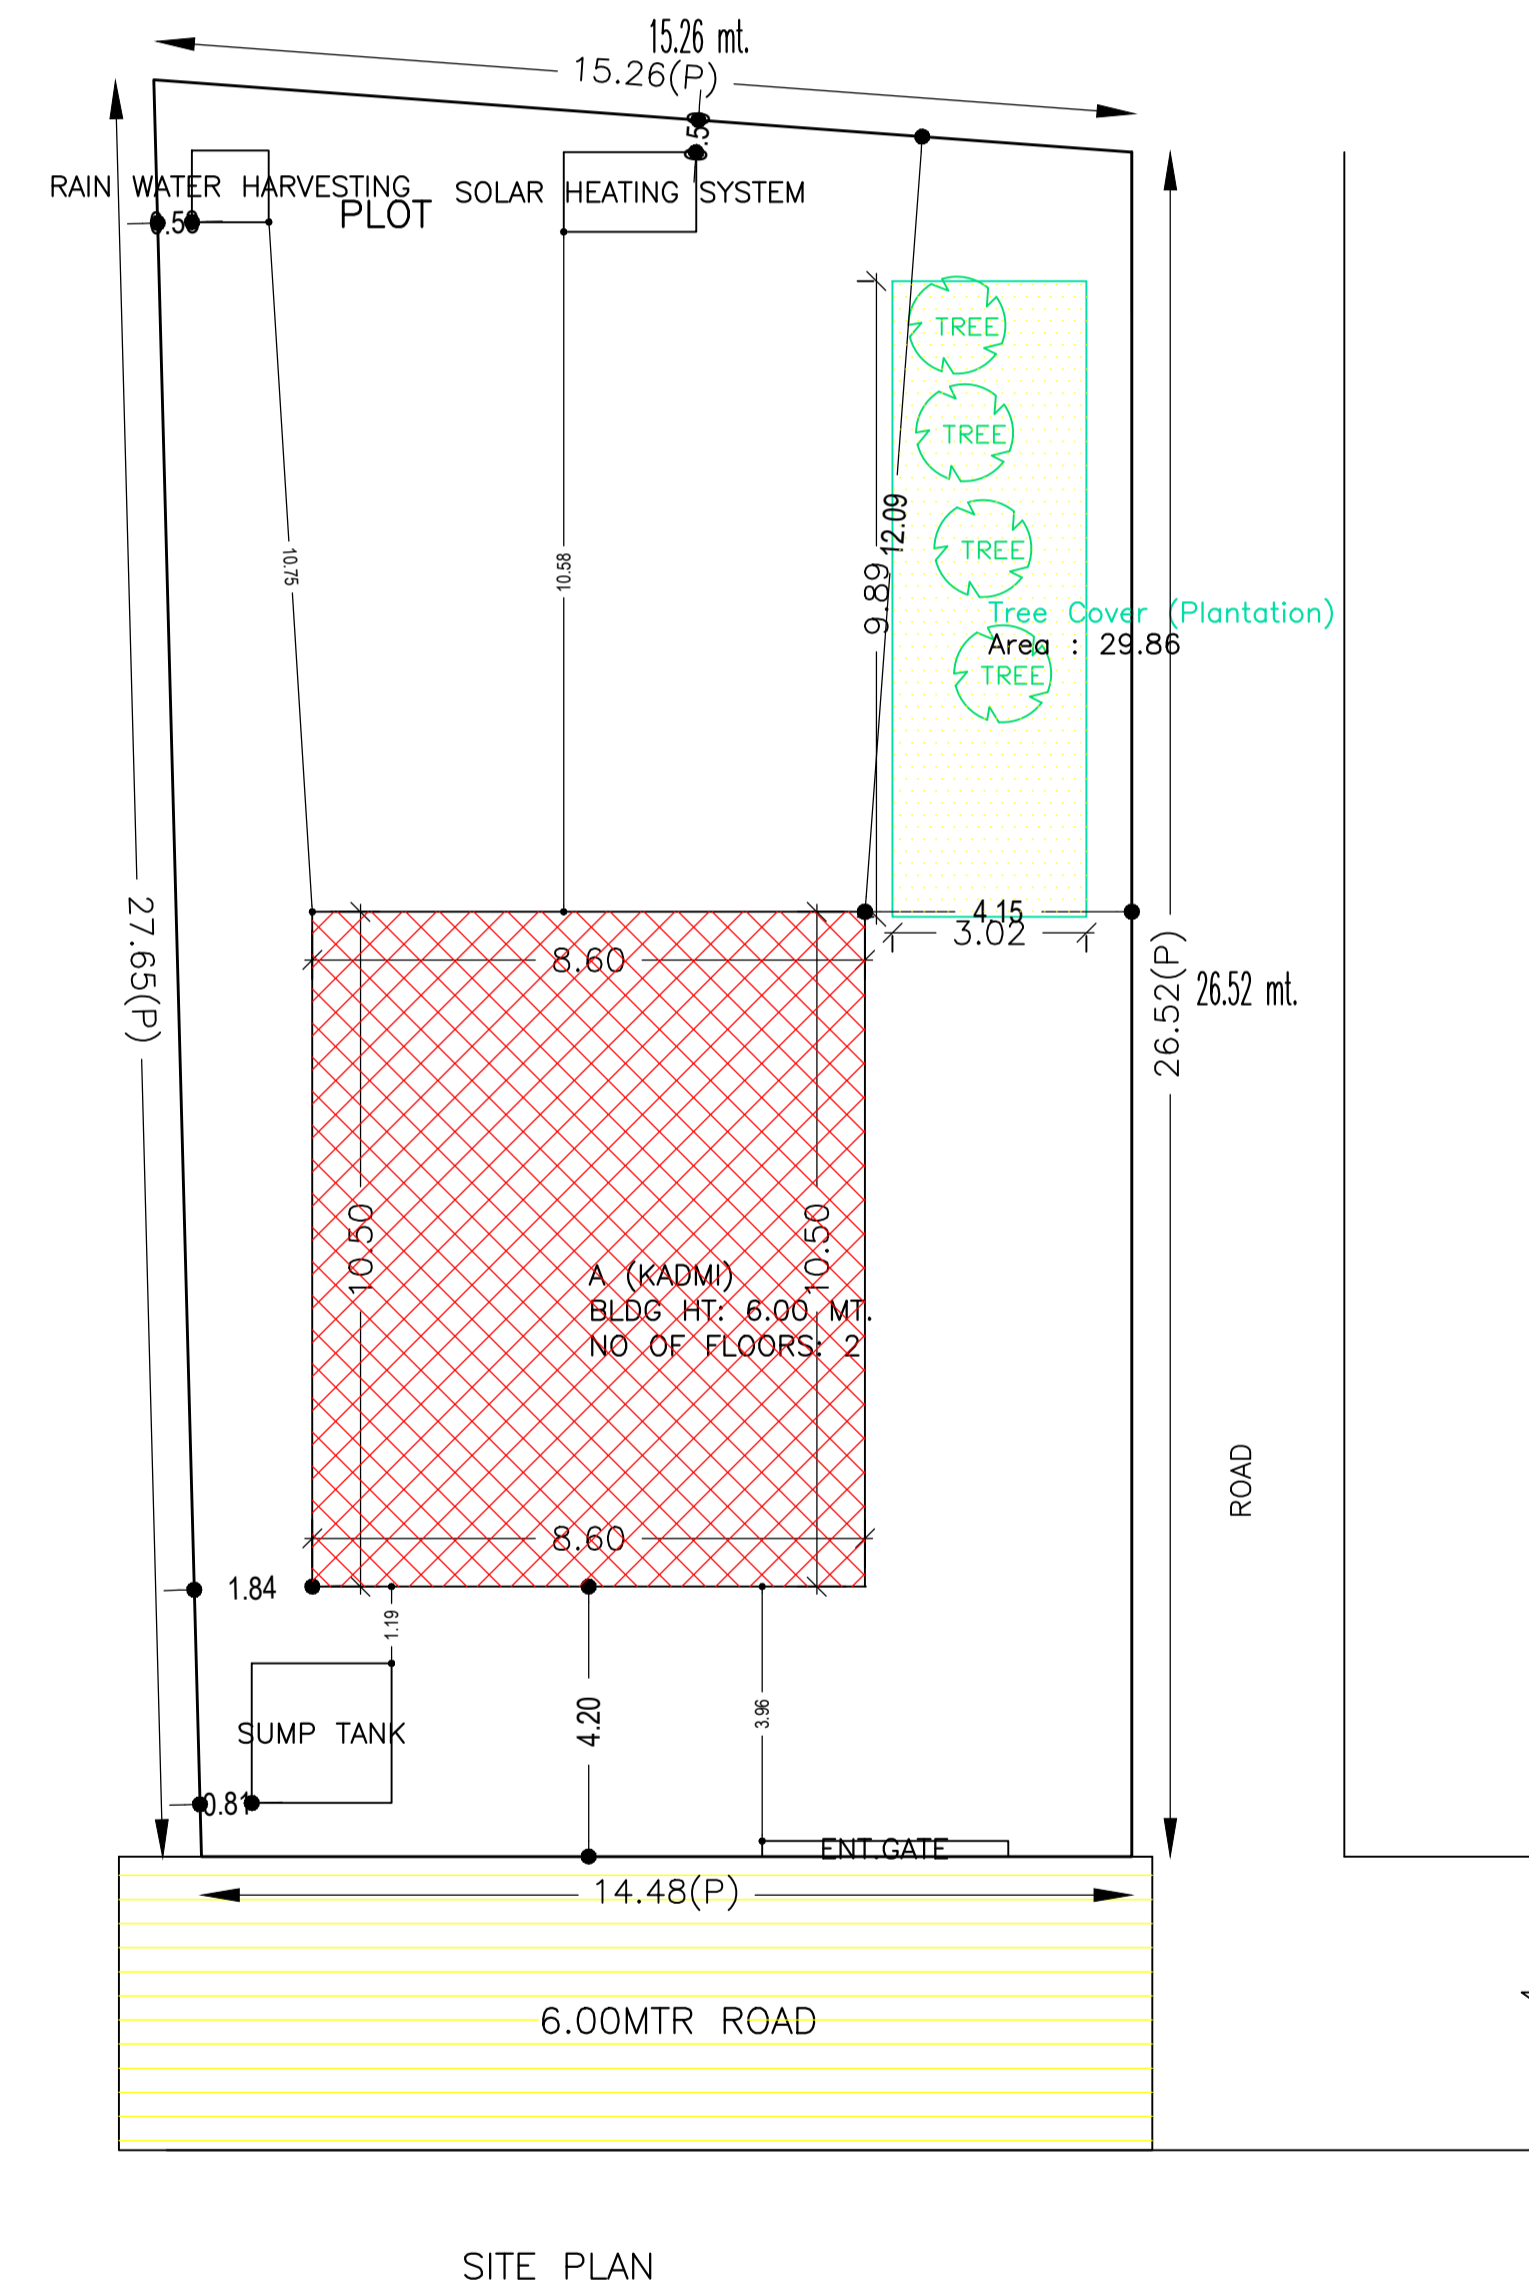 15.26 mt.
15.26(P)
RAIN WATER HARVESTING
SOLAR HEATING SYSTEM
PLOT
TREE
TREE
TREE
TREE
Tree Cover (Plantation)
Area : 29.86
10.75
10.58
12.09
9.89
4.15
3.02
27.65(P)
26.52(P)
26.52 mt.
8.60
10.50
10.50
A (KADMI)
BLDG HT: 6.00 MT.
NO OF FLOORS: 2
ROAD
8.60
1.84
1.19
4.20
3.96
SUMP TANK
0.81
ENT.GATE
14.48(P)
6.00MTR ROAD
SITE PLAN